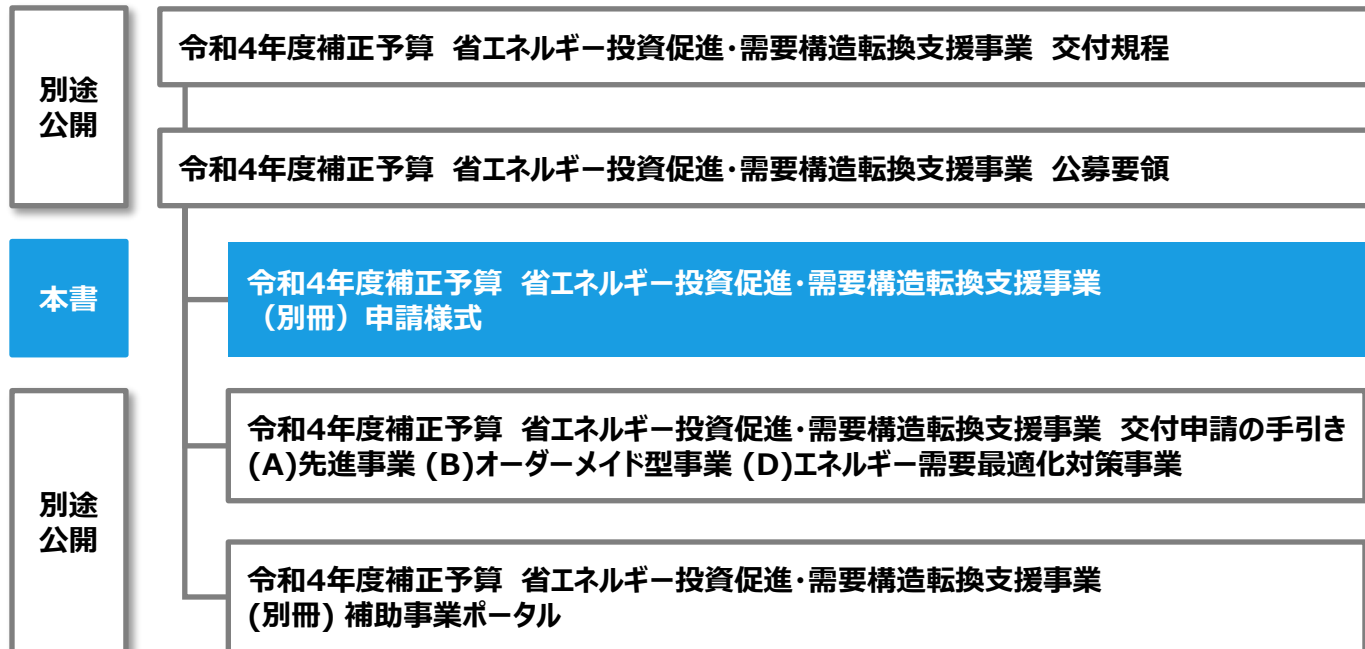 別途
公開
令和4年度補正予算 省エネルギー投資促進・需要構造転換支援事業 交付規程
令和4年度補正予算 省エネルギー投資促進・需要構造転換支援事業 公募要領
本書
令和4年度補正予算 省エネルギー投資促進・需要構造転換支援事業
（別冊）申請様式
別途
公開
令和4年度補正予算 省エネルギー投資促進・需要構造転換支援事業 交付申請の手引き
(A)先進事業 (B)オーダーメイド型事業 (D)エネルギー需要最適化対策事業
令和4年度補正予算 省エネルギー投資促進・需要構造転換支援事業
(別冊) 補助事業ポータル